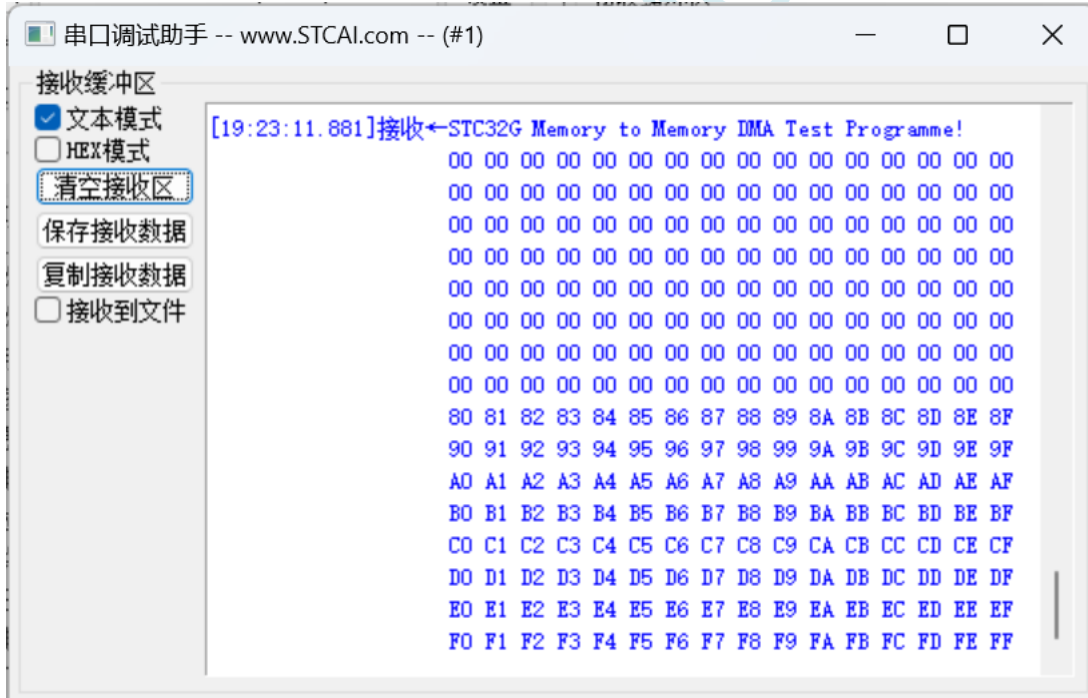 串口调试助手 -- www.STCAI.com -- (#1)
接收缓冲区
文本模式
HEX模式
清空接收区
保存接收数据
复制接收数据
接收到文件
[19:23:11.881]接收←STC32G Memory to Memory DMA Test Programme!
00 00 00 00 00 00 00 00 00 00 00 00 00 00 00 00
00 00 00 00 00 00 00 00 00 00 00 00 00 00 00 00
00 00 00 00 00 00 00 00 00 00 00 00 00 00 00 00
00 00 00 00 00 00 00 00 00 00 00 00 00 00 00 00
00 00 00 00 00 00 00 00 00 00 00 00 00 00 00 00
00 00 00 00 00 00 00 00 00 00 00 00 00 00 00 00
00 00 00 00 00 00 00 00 00 00 00 00 00 00 00 00
00 00 00 00 00 00 00 00 00 00 00 00 00 00 00 00
80 81 82 83 84 85 86 87 88 89 8A 8B 8C 8D 8E 8F
90 91 92 93 94 95 96 97 98 99 9A 9B 9C 9D 9E 9F
A0 A1 A2 A3 A4 A5 A6 A7 A8 A9 AA AB AC AD AE AF
B0 B1 B2 B3 B4 B5 B6 B7 B8 B9 BA BB BC BD BE BF
C0 C1 C2 C3 C4 C5 C6 C7 C8 C9 CA CB CC CD CE CF
D0 D1 D2 D3 D4 D5 D6 D7 D8 D9 DA DB DC DD DE DF
E0 E1 E2 E3 E4 E5 E6 E7 E8 E9 EA EB EC ED EE EF
F0 F1 F2 F3 F4 F5 F6 F7 F8 F9 FA FB FC FD FE FF